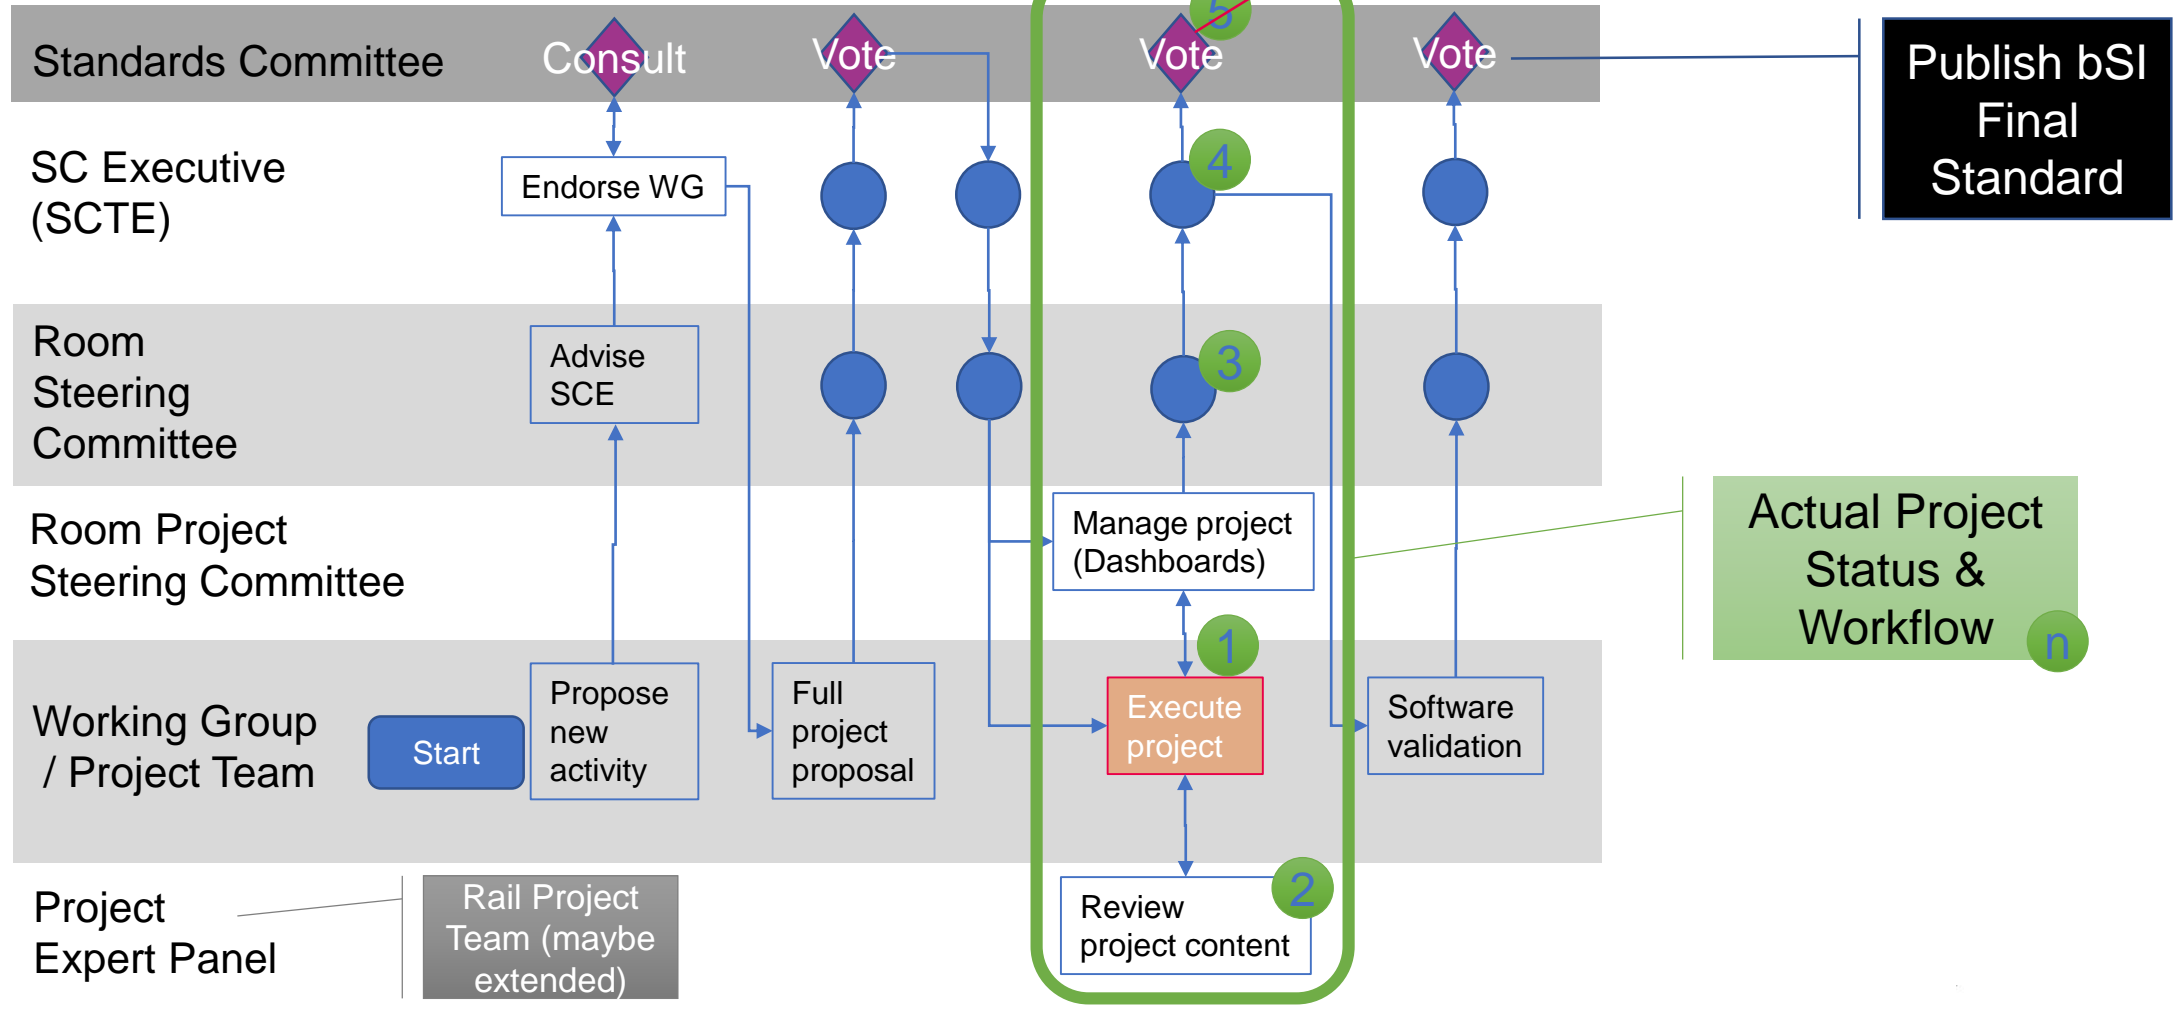 Standards Committee
Consult
Vote
5
Vote
Vote
Publish bSI
Final
Standard
SC Executive
(SCTE)
Endorse WG
4
Room
Steering
Committee
Advise
SCE
3
Room Project
Steering Committee
Manage project
(Dashboards)
Actual Project
Status &
Workflow
n
Working Group
/ Project Team
Start
Propose
new
activity
Full
project
proposal
1
Execute
project
Software
validation
Project
Expert Panel
Rail Project
Team (maybe
extended)
2
Review
project content